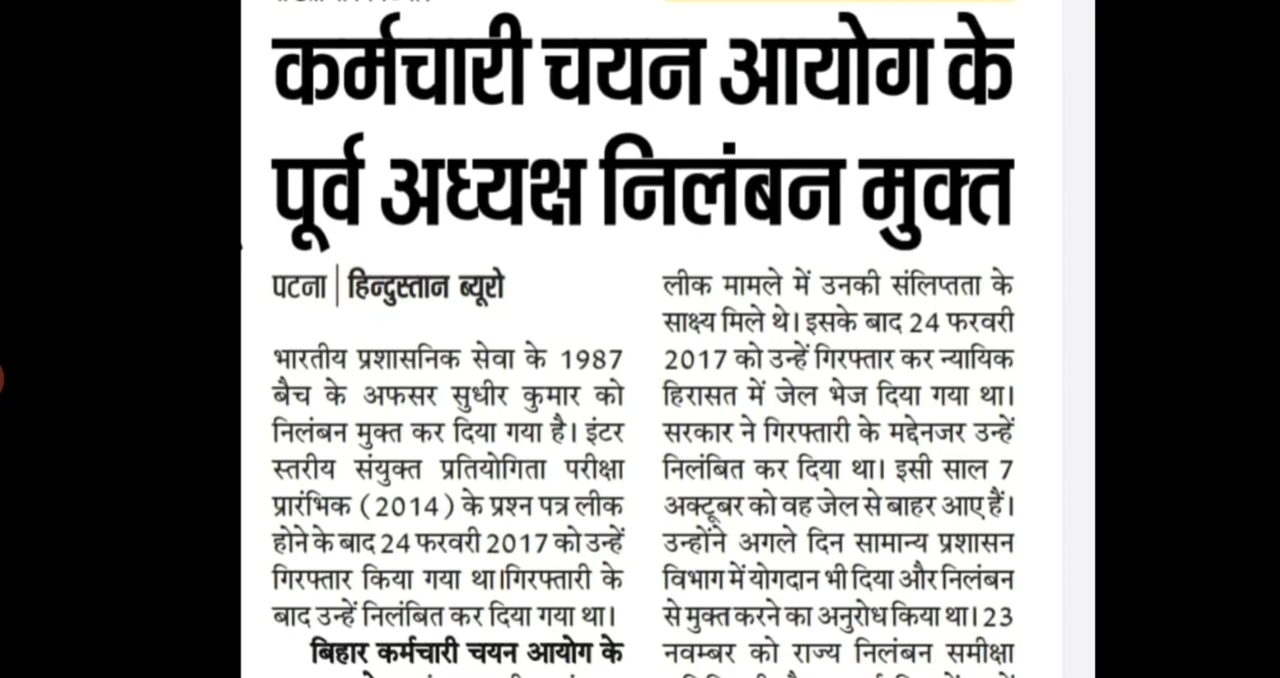 कर्मचारी चयन आयोग के
पूर्व अध्यक्ष निलंबन मुक्त
पटना | हिन्दुस्तान ब्यूरो
भारतीय प्रशासनिक सेवा के 1987
बैच के अफसर सुधीर कुमार को
निलंबन मुक्त कर दिया गया है। इंटर
स्तरीय संयुक्त प्रतियोगिता परीक्षा
प्रारंभिक (2014) के प्रश्न पत्र लीक
होने के बाद 24 फरवरी 2017 को उन्हें
गिरफ्तार किया गया था।गिरफ्तारी के
बाद उन्हें निलंबित कर दिया गया था।
बिहार कर्मचारी चयन आयोग के
लीक मामले में उनकी संलिप्तता के
साक्ष्य मिले थे। इसके बाद 24 फरवरी
2017 को उन्हें गिरफ्तार कर न्यायिक
हिरासत में जेल भेज दिया गया था।
सरकार ने गिरफ्तारी के मद्देनजर उन्हें
निलंबित कर दिया था। इसी साल 7
अक्टूबर को वह जेल से बाहर आए हैं।
उन्होंने अगले दिन सामान्य प्रशासन
विभाग में योगदान भी दिया और निलंबन
से मुक्त करने का अनुरोध किया था। 23
नवम्बर को राज्य निलंबन समीक्षा